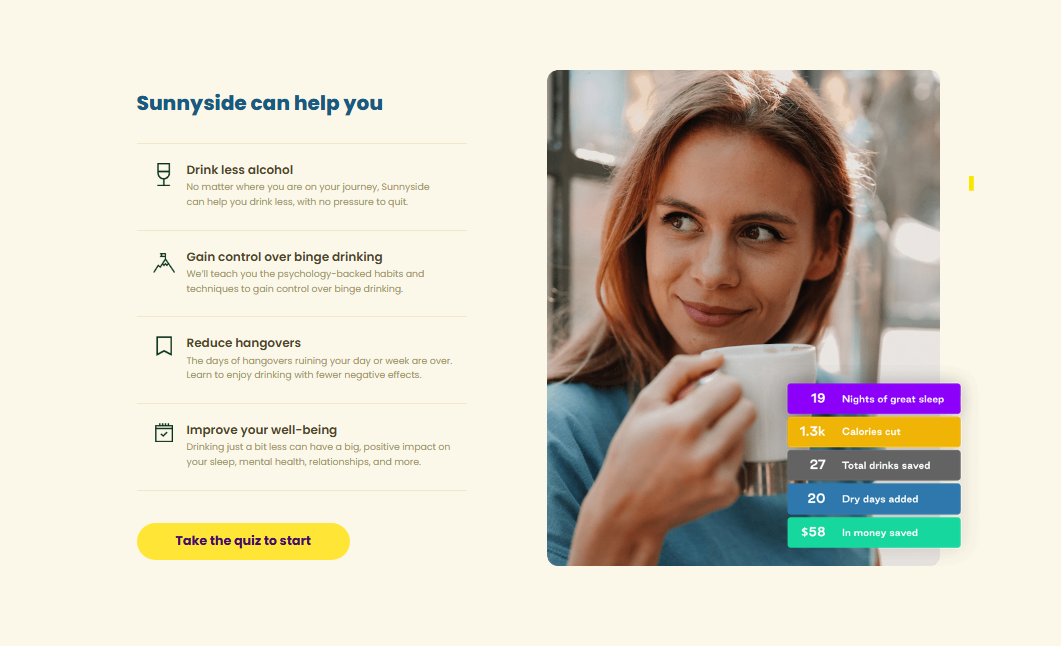 Sunnyside can help you
Drink less alcohol
No matter where you are on your journey, Sunnyside
can help you drink less, with no pressure to quit.
Gain control over binge drinking
We'll teach you the psychology-backed habits and
techniques to gain control over binge drinking.
Reduce hangovers
The days of hangovers ruining your day or week are over.
Learn to enjoy drinking with fewer negative effects.
Improve your well-being
Drinking just a bit less can have a big, positive impact on
your sleep, mental health, relationships, and more.
Take the quiz to start
19 Nights of great sleep
1.3k Calories cut
27 Total drinks saved
20 Dry days added
$58 In money saved